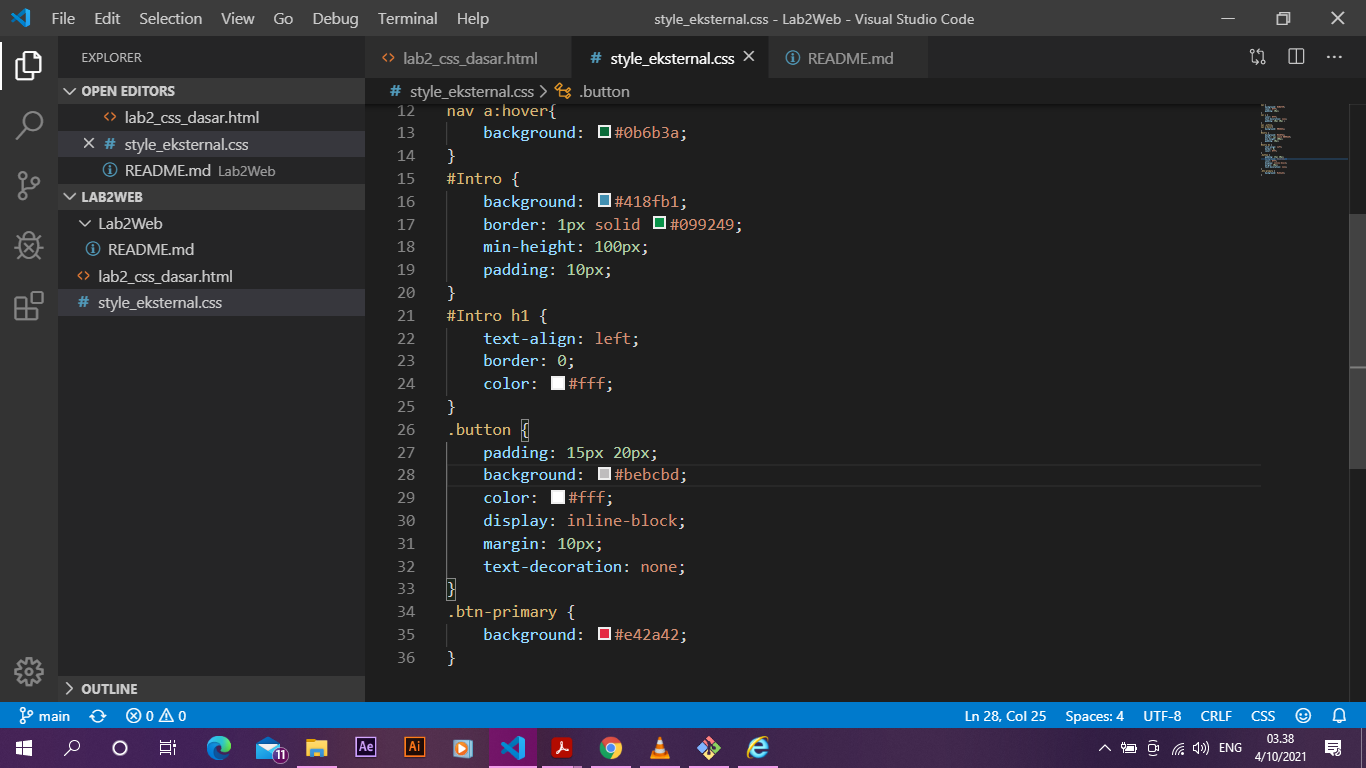 File Edit Selection View Go Debug Terminal Help style_eksternal.css - Lab2Web - Visual Studio Code
EXPLORER
OPEN EDITORS
lab2_css_dasar.html
style_eksternal.css
README.md Lab2Web
LAB2WEB
Lab2Web
README.md
lab2_css_dasar.html
style_eksternal.css
OUTLINE
lab2_css_dasar.html # style_eksternal.css README.md
# style_eksternal.css > .button
12 nav a:hover{
13 background: #0b6b3a;
14 }
15 #Intro {
16 background: #418fb1;
17 border: 1px solid #099249;
18 min-height: 100px;
19 padding: 10px;
20 }
21 #Intro h1 {
22 text-align: left;
23 border: 0;
24 color: #fff;
25 }
26 .button {
27 padding: 15px 20px;
28 background: #bebcbd;
29 color: #fff;
30 display: inline-block;
31 margin: 10px;
32 text-decoration: none;
33 }
34 .btn-primary {
35 background: #e42a42;
36 }
main 0 0 Ln 28, Col 25 Spaces: 4 UTF-8 CRLF CSS
11 Ae Ai ENG
03.38
4/10/2021